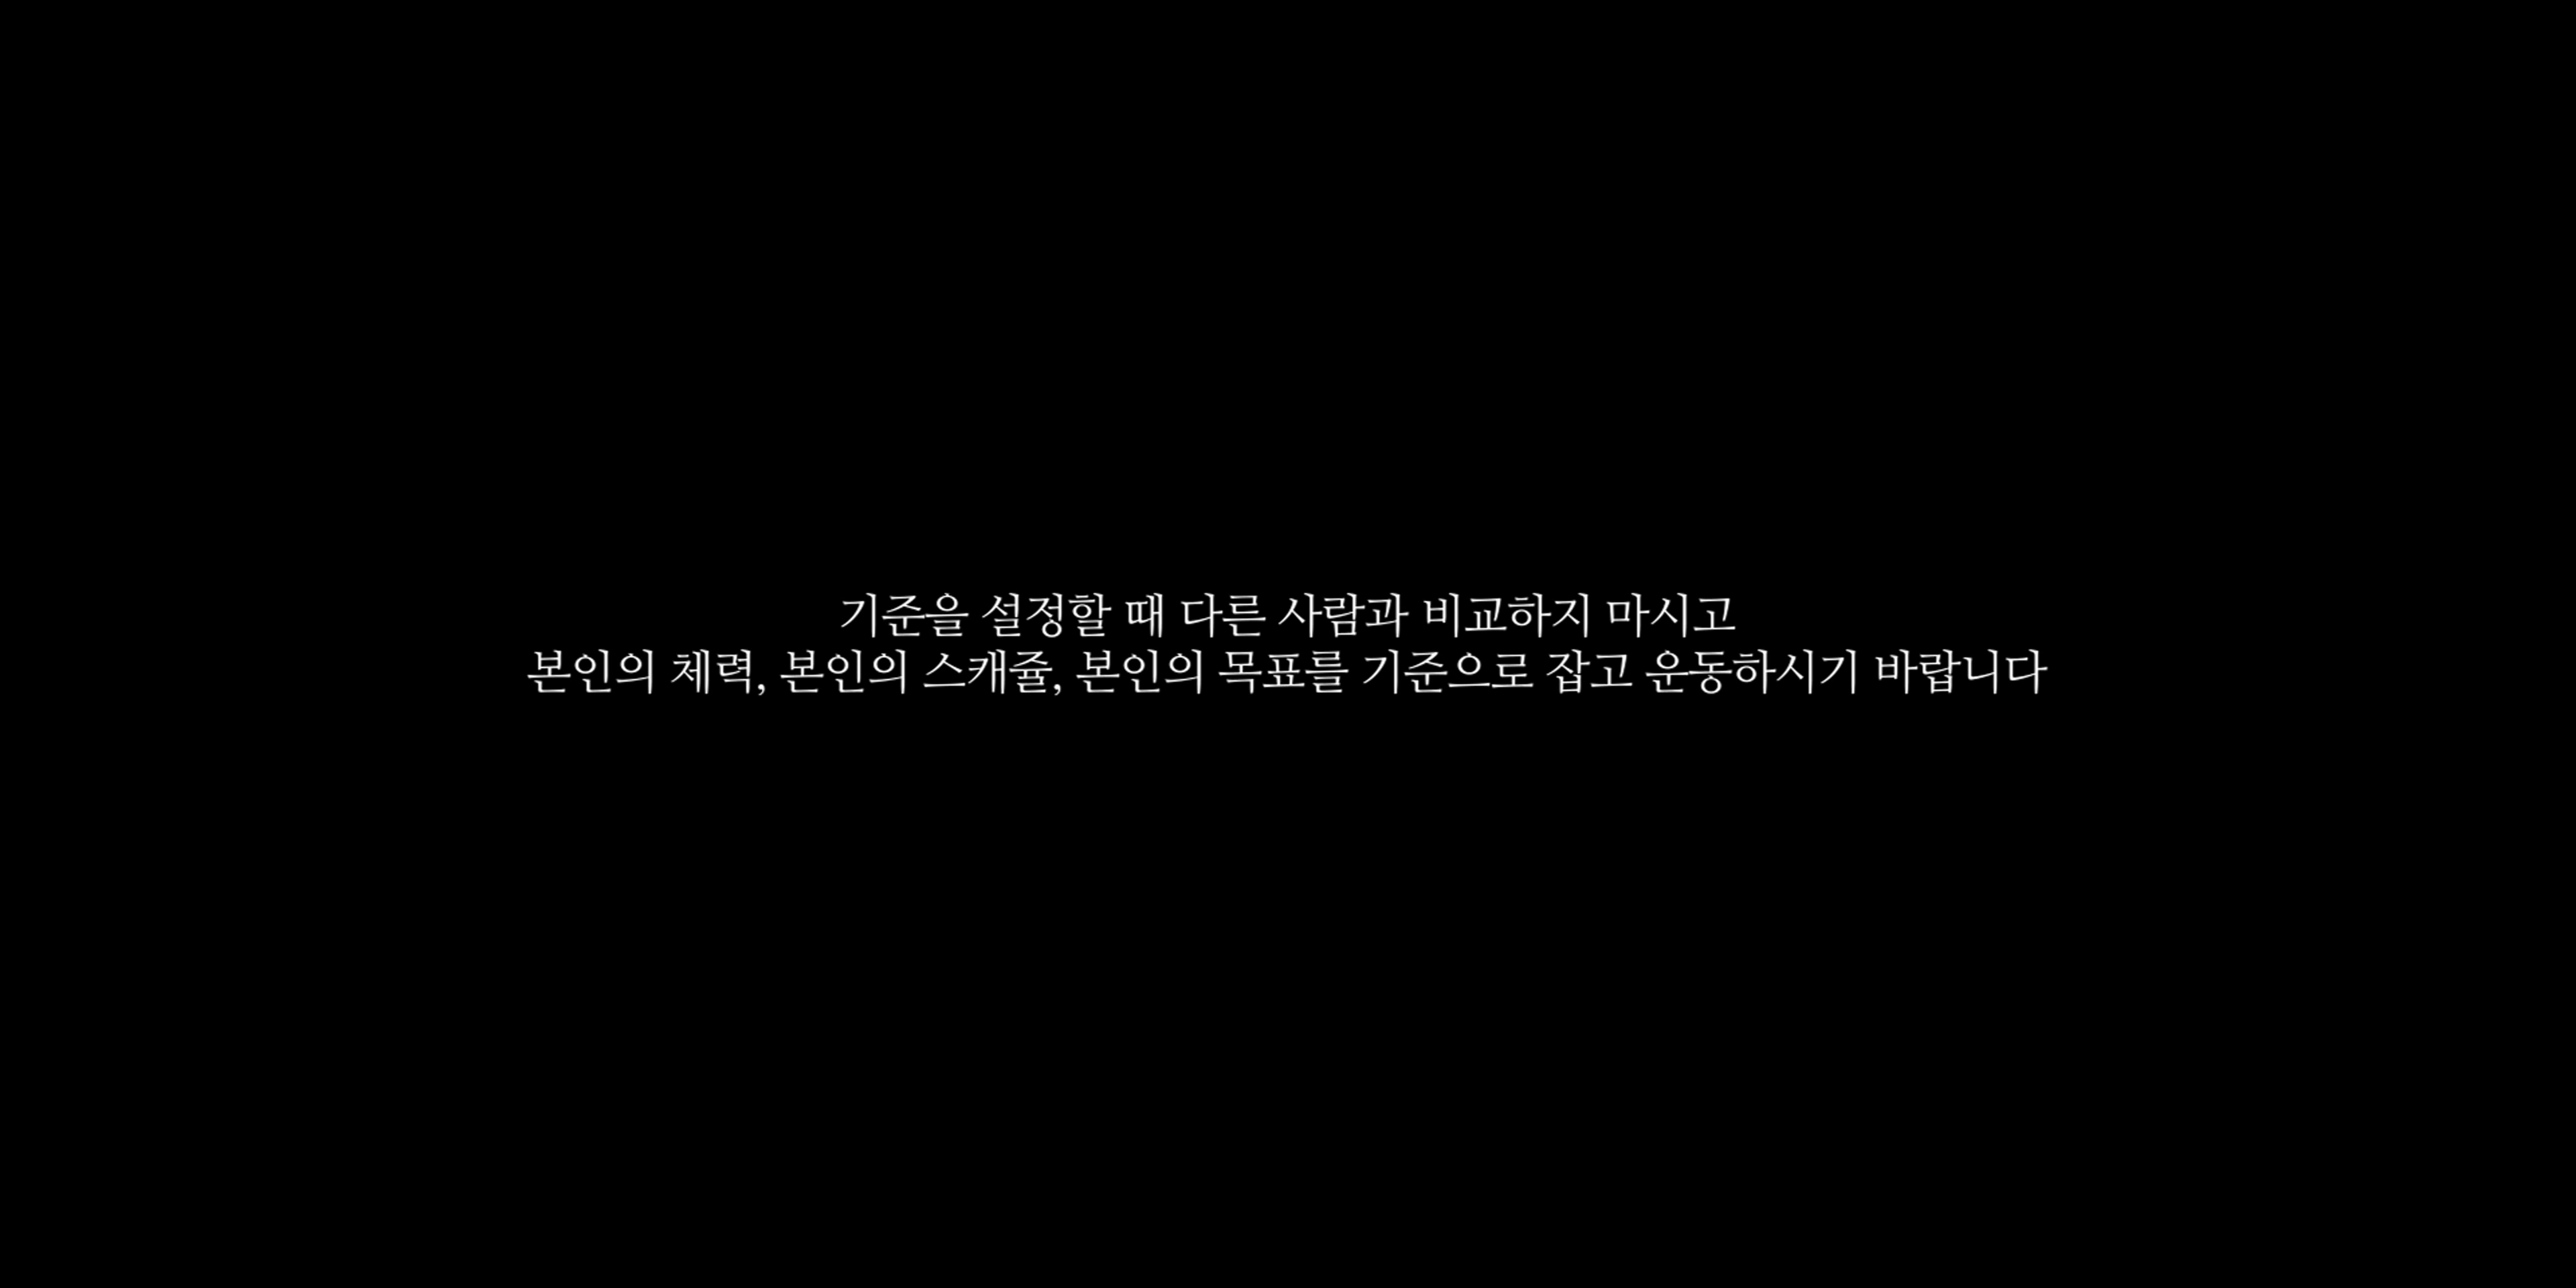 기준을 설정할 때 다른 사람과 비교하지 마시고
본인의 체력, 본인의 스캐쥴, 본인의 목표를 기준으로 잡고 운동하시기 바랍니다